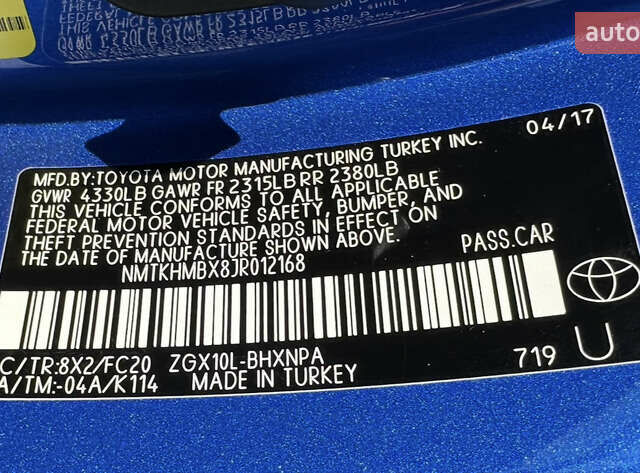 auto
MFD.BY:TOYOTA MOTOR MANUFACTURING TURKEY INC. 04/17
GVWR 4330LB GAWR FR 2315LB RR 2380LB
THIS VEHICLE CONFORMS TO ALL APPLICABLE
FEDERAL MOTOR VEHICLE SAFETY, BUMPER, AND
THEFT PREVENTION STANDARDS IN EFFECT ON
THE DATE OF MANUFACTURE SHOWN ABOVE.
NMTKHMBX8JR012168 PASS.CAR
C/TR:8X2/FC20 ZGX10L-BHXNPA
A/TM:-04A/K114 MADE IN TURKEY 719 U